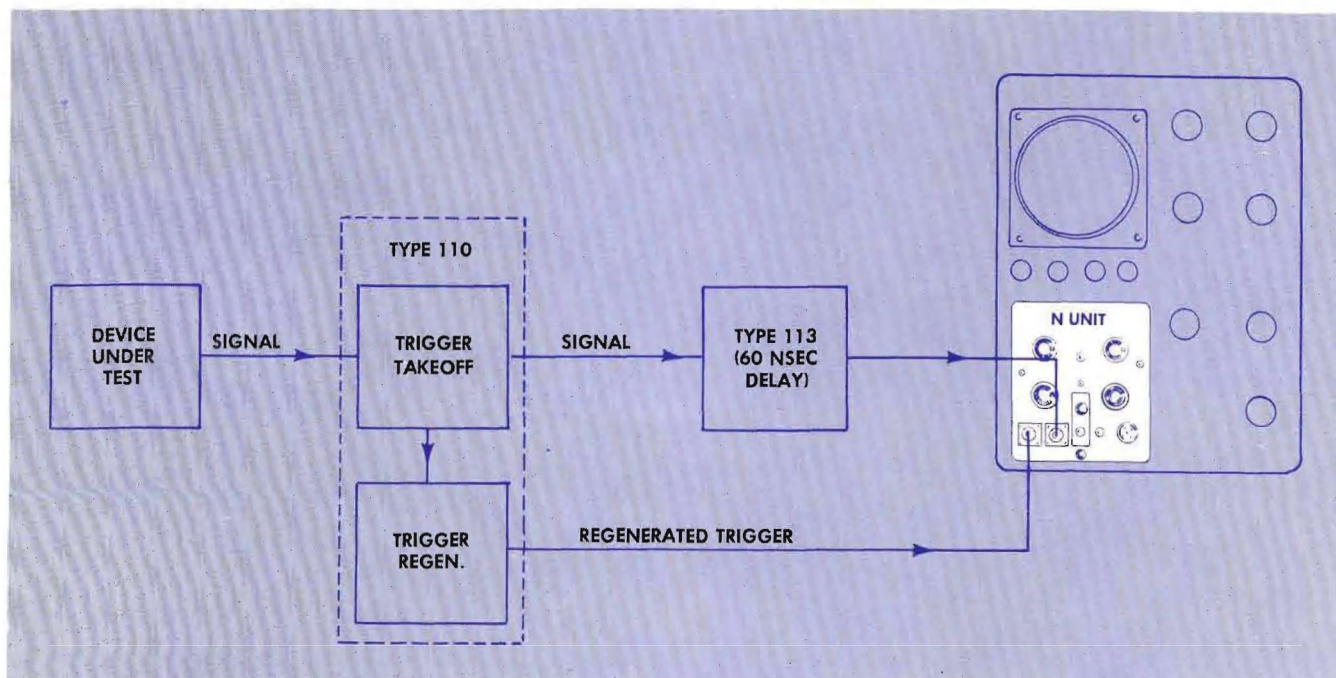 TYPE 110
DEVICE
UNDER
TEST
SIGNAL
TRIGGER
TAKEOFF
SIGNAL
TYPE 113
(60 NSEC
DELAY)
N UNIT
TRIGGER
REGEN.
REGENERATED TRIGGER